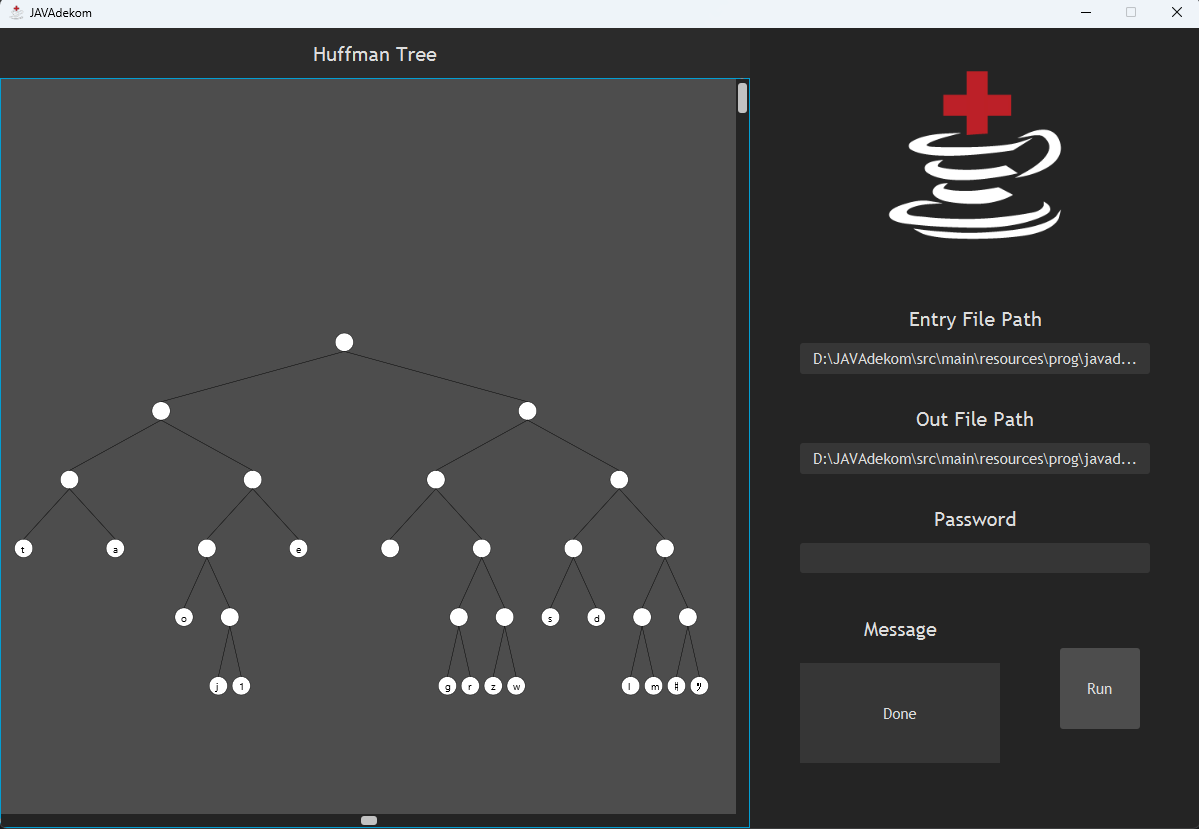 JAVAdekom
Huffman Tree
t
a
e
o
s
d
j
1
g
r
z
w
l
m
Entry File Path
D:\JAVAdekom\src\main\resources\prog\javad...
Out File Path
D:\JAVAdekom\src\main\resources\prog\javad...
Password
Message
Done
Run